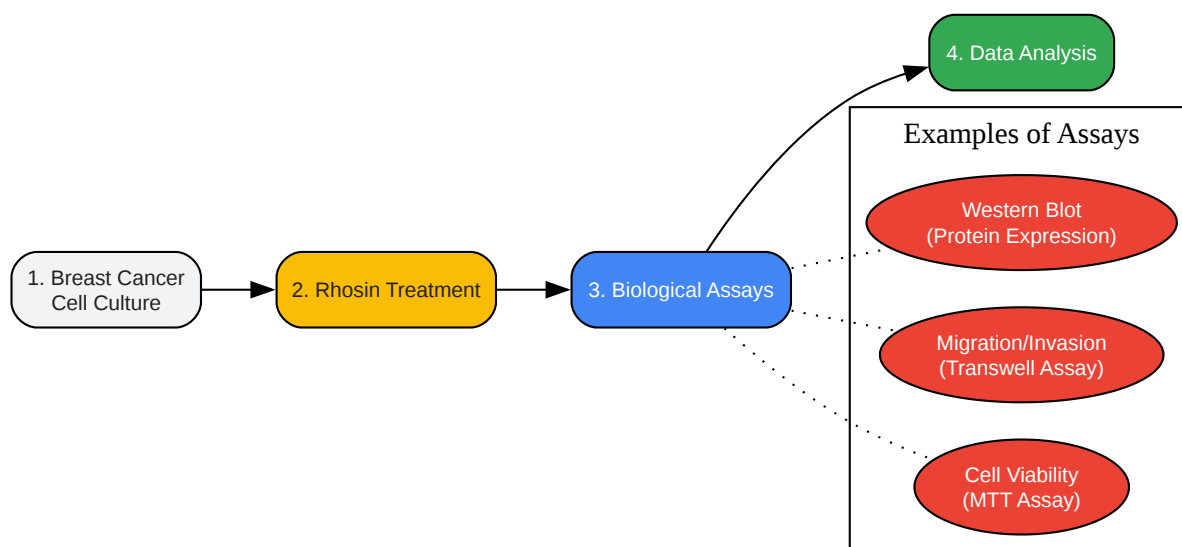 1. Breast Cancer
Cell Culture
2. Rhosin Treatment
3. Biological Assays
4. Data Analysis
Examples of Assays
Western Blot
(Protein Expression)
Migration/Invasion
(Transwell Assay)
Cell Viability
(MTT Assay)